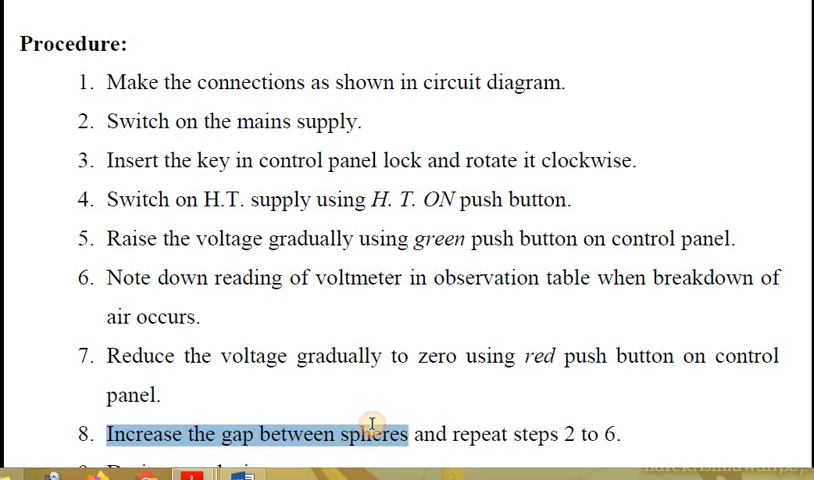 Procedure:
1. Make the connections as shown in circuit diagram.
2. Switch on the mains supply.
3. Insert the key in control panel lock and rotate it clockwise.
4. Switch on H.T. supply using H. T. ON push button.
5. Raise the voltage gradually using green push button on control panel.
6. Note down reading of voltmeter in observation table when breakdown of
air occurs.
7. Reduce the voltage gradually to zero using red push button on control
panel.
8. Increase the gap between spheres and repeat steps 2 to 6.